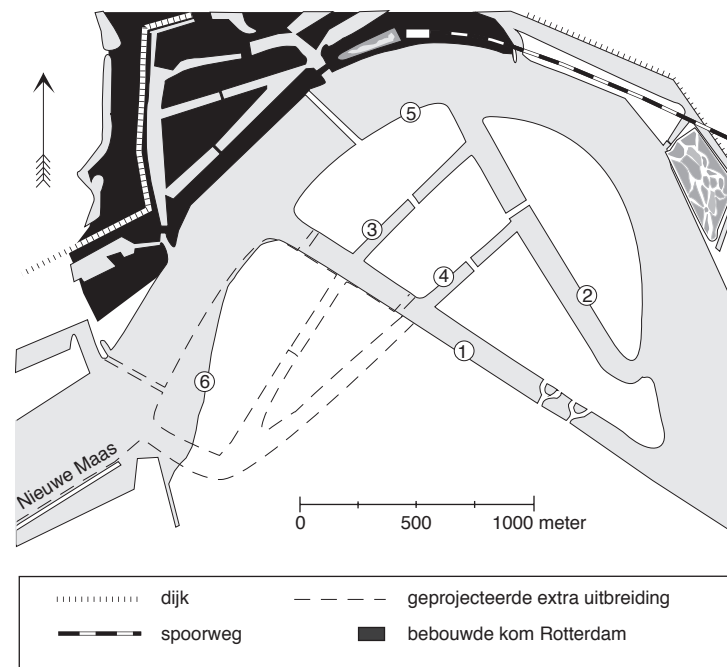 5
3
4
2
1
6
Nieuwe Maas
0 500 1000 meter
dijk
geprojecteerde extra uitbreiding
spoorweg
bebouwde kom Rotterdam